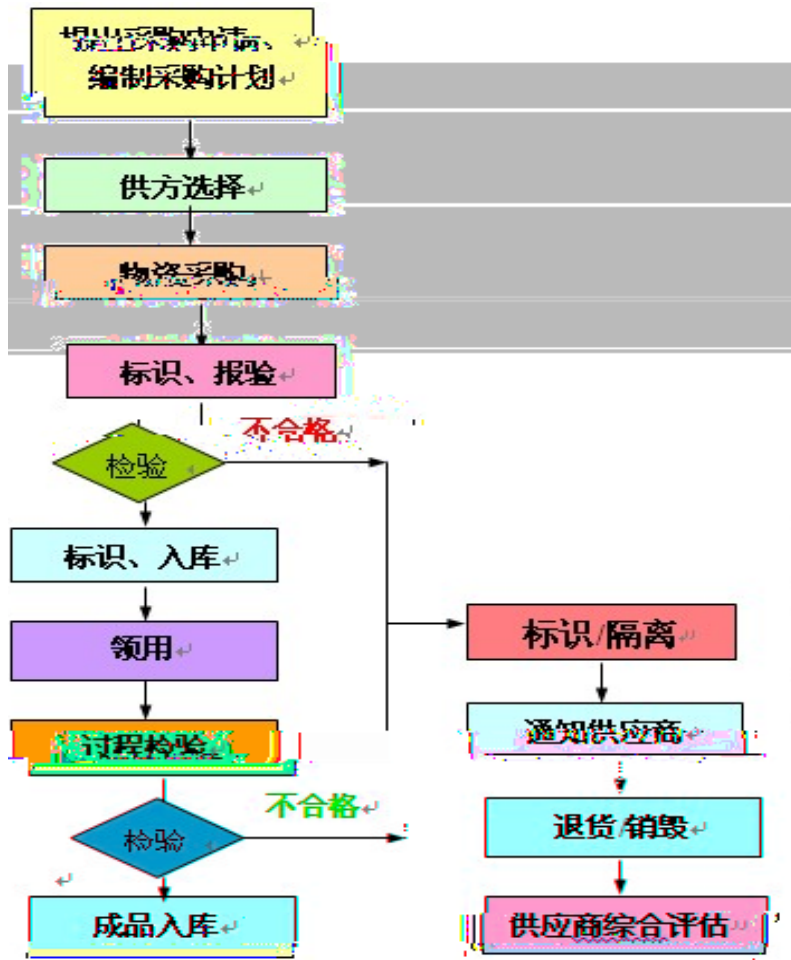 提出采购申请、
编制采购计划
供方选择
物资采购
标识、报验
不合格
检验
标识、入库
领用
标识/隔离
通知供应商
过程检验
不合格
检验
退货/销毁
成品入库
供应商综合评估